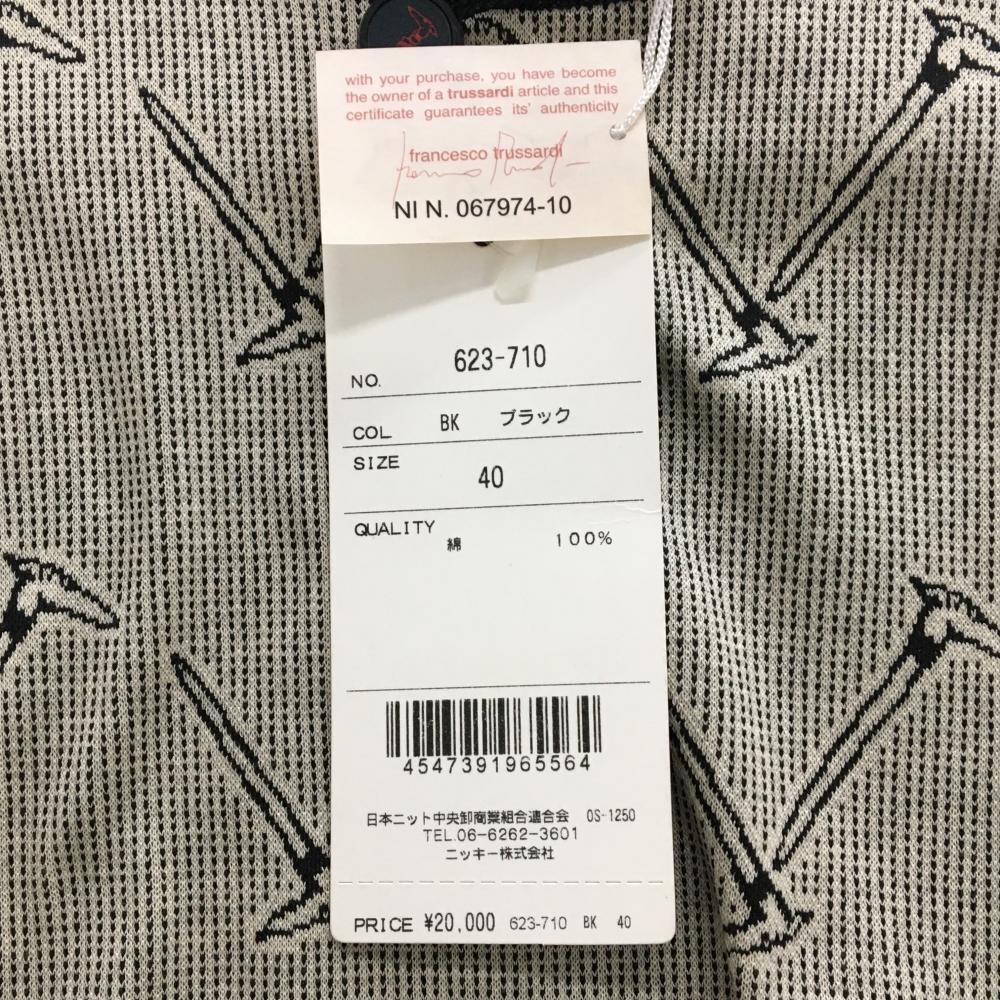 with your purchase, you have become
the owner of a trussardi article and this
certificate guarantees its' authenticity
francesco trussardi
NI N. 067974-10
NO. 623-710
COL BK ブラック
SIZE 40
QUALITY 綿 100%
4547391965564
日本ニット中央卸商業組合連合会 OS-1250
TEL.06-6262-3601
ニッキー株式会社
PRICE ¥20,000 623-710 BK 40